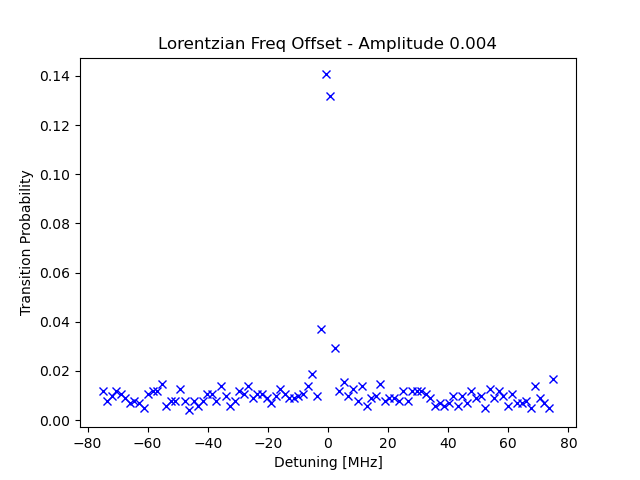 Lorentzian Freq Offset - Amplitude 0.004
0.14
0.12
0.10
0.08
0.06
0.04
0.02
0.00
Transition Probability
−80 −60 −40 −20 0 20 40 60 80
Detuning [MHz]